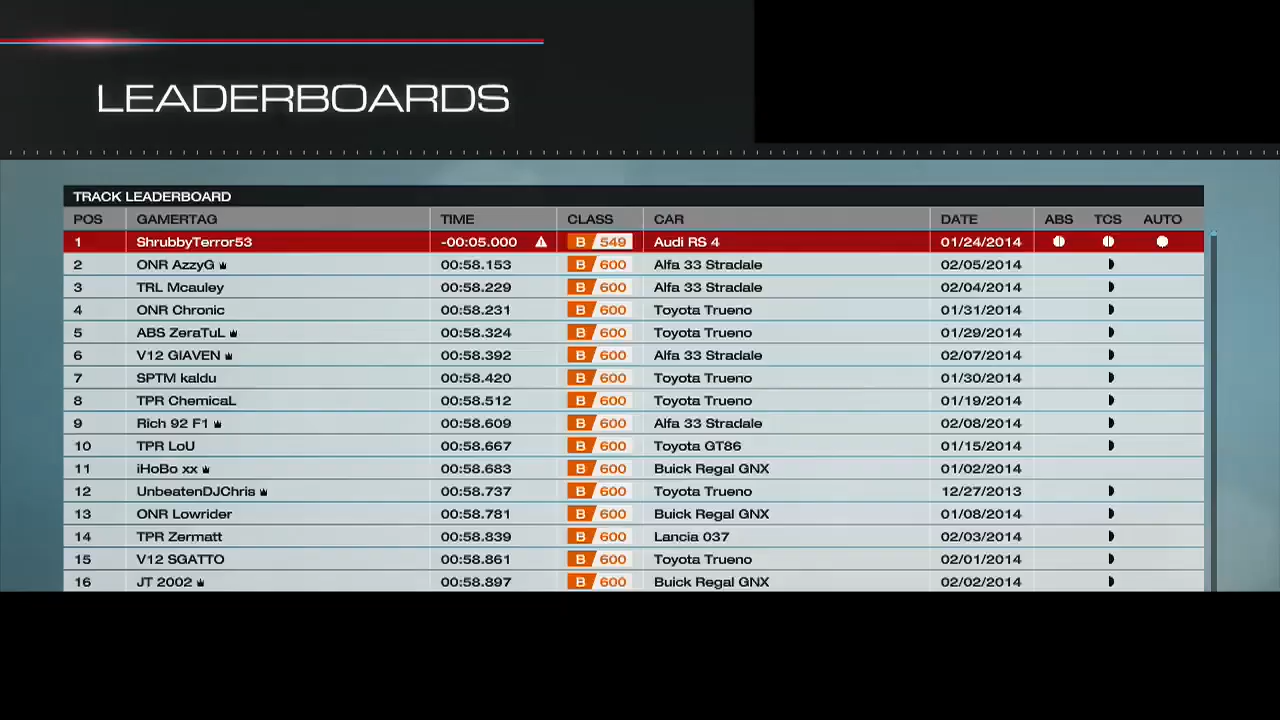 LEADERBOARDS
TRACK LEADERBOARD
POS GAMERTAG TIME CLASS CAR DATE ABS TCS AUTO
1 ShrubbyTerror53 -00:05.000 B 549 Audi RS 4 01/24/2014
2 ONR AzzyG 00:58.153 B 600 Alfa 33 Stradale 02/05/2014
3 TRL Mcauley 00:58.229 B 600 Alfa 33 Stradale 02/04/2014
4 ONR Chronic 00:58.231 B 600 Toyota Trueno 01/31/2014
5 ABS ZeraTuL 00:58.324 B 600 Toyota Trueno 01/29/2014
6 V12 GIAVEN 00:58.392 B 600 Alfa 33 Stradale 02/07/2014
7 SPTM kaldu 00:58.420 B 600 Toyota Trueno 01/30/2014
8 TPR ChemicaL 00:58.512 B 600 Toyota Trueno 01/19/2014
9 Rich 92 F1 00:58.609 B 600 Alfa 33 Stradale 02/08/2014
10 TPR LoU 00:58.667 B 600 Toyota GT86 01/15/2014
11 iHoBo xx 00:58.683 B 600 Buick Regal GNX 01/02/2014
12 UnbeatenDJChris 00:58.737 B 600 Toyota Trueno 12/27/2013
13 ONR Lowrider 00:58.781 B 600 Buick Regal GNX 01/08/2014
14 TPR Zermatt 00:58.839 B 600 Lancia 037 02/03/2014
15 V12 SGATTO 00:58.861 B 600 Toyota Trueno 02/01/2014
16 JT 2002 00:58.897 B 600 Buick Regal GNX 02/02/2014